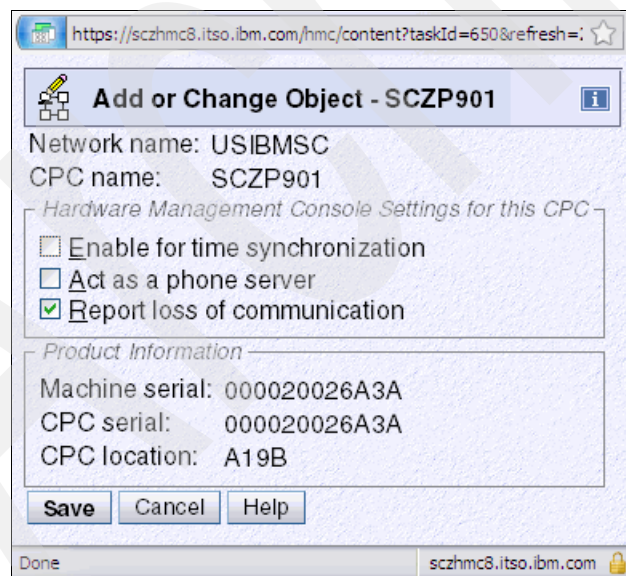 https://sczhmc8.itso.ibm.com/hmc/content?taskId=650&refresh=
Add or Change Object - SCZP901
Network name: USIBMSC
CPC name: SCZP901
Hardware Management Console Settings for this CPC
Enable for time synchronization
Act as a phone server
Report loss of communication
Product Information
Machine serial: 000020026A3A
CPC serial: 000020026A3A
CPC location: A19B
Save Cancel Help
Done sczhmc8.itso.ibm.com